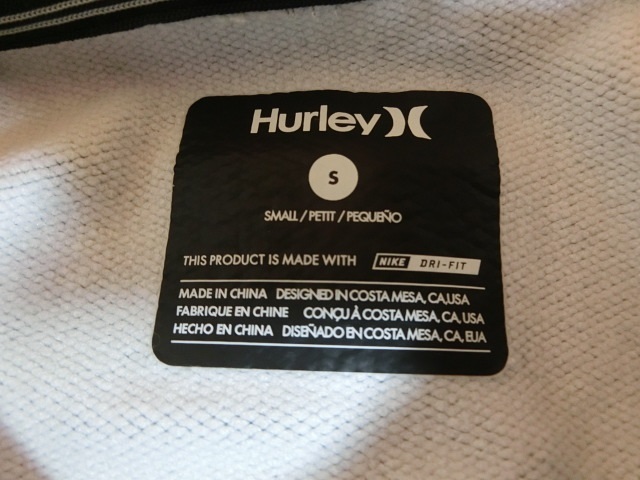 Hurley
S
SMALL / PETIT / PEQUEÑO
THIS PRODUCT IS MADE WITH NIKE DRI-FIT
MADE IN CHINA DESIGNED IN COSTA MESA, CA, USA
FABRIQUE EN CHINE CONÇU À COSTA MESA, CA, USA
HECHO EN CHINA DISEÑADO EN COSTA MESA, CA, EUA